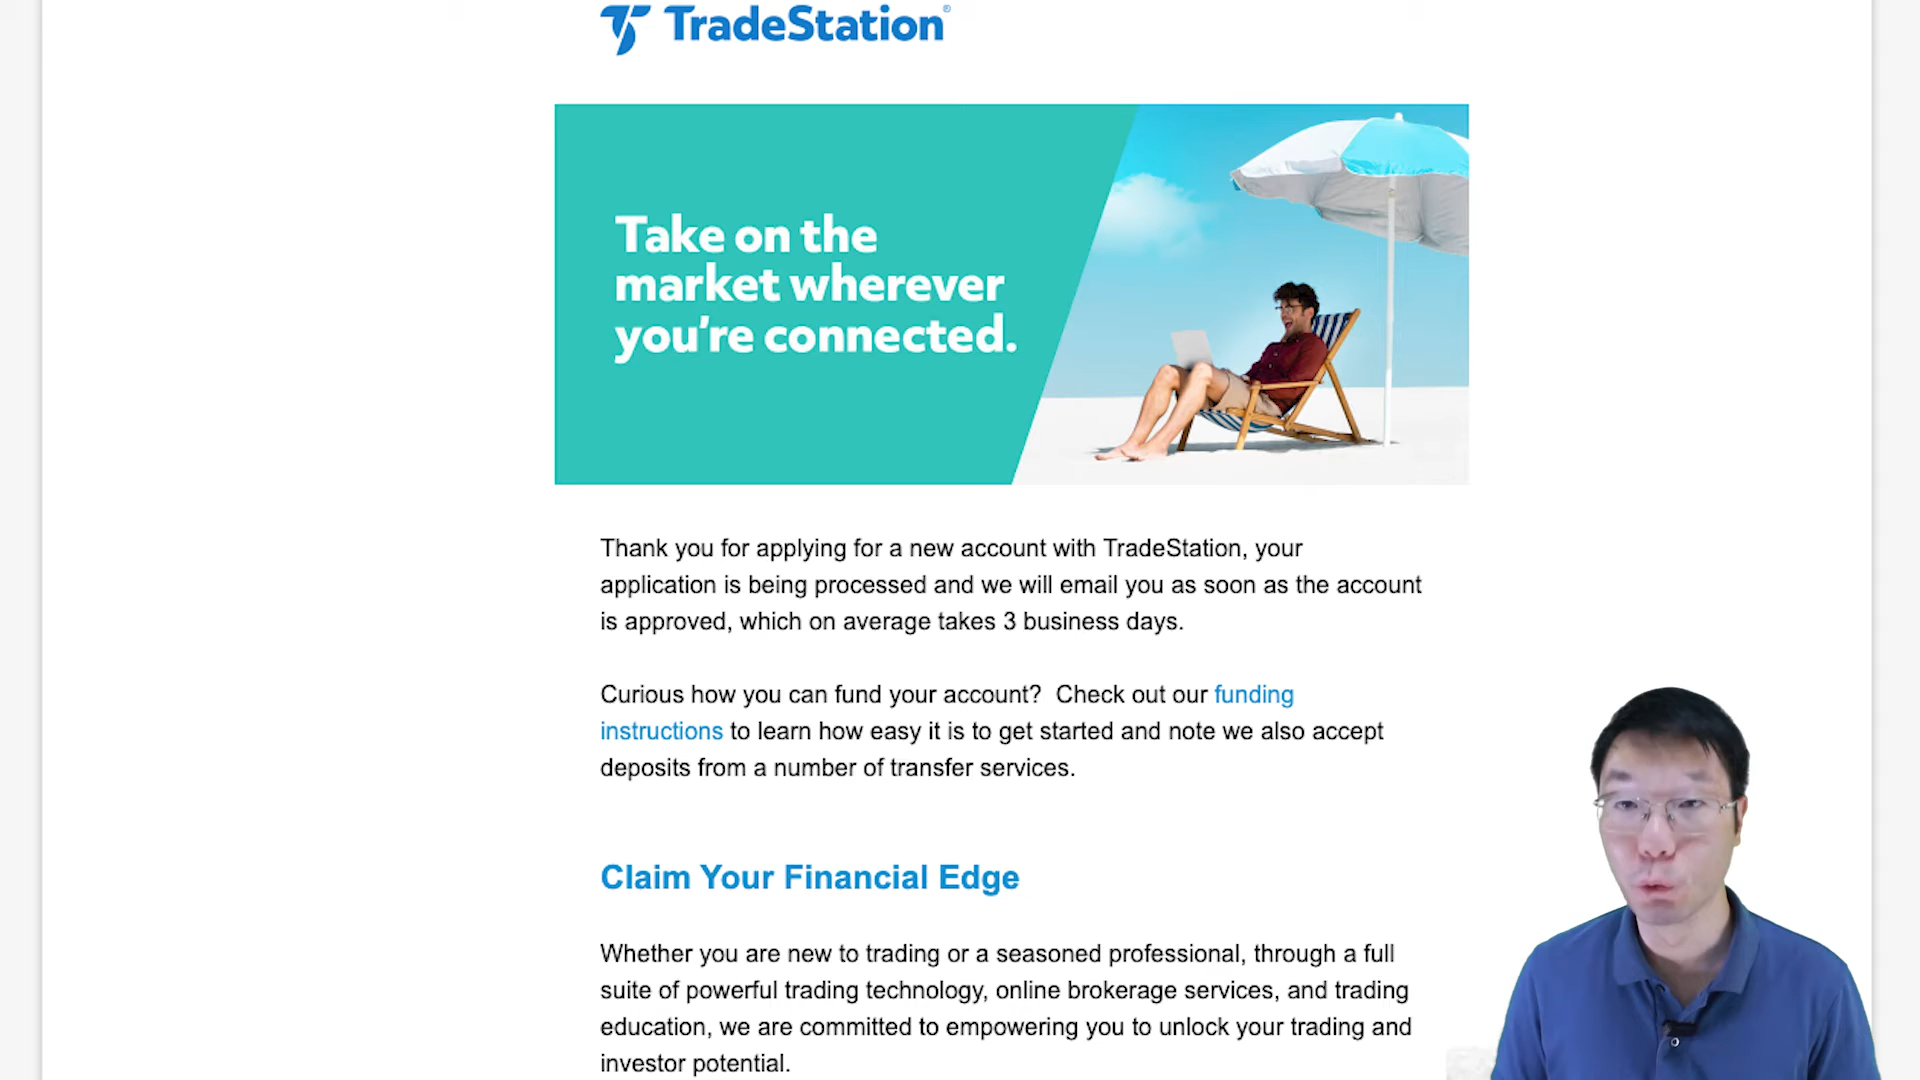 TradeStation®
Take on the
market wherever
you’re connected.
Thank you for applying for a new account with TradeStation, your
application is being processed and we will email you as soon as the account
is approved, which on average takes 3 business days.
Curious how you can fund your account?  Check out our funding
instructions to learn how easy it is to get started and note we also accept
deposits from a number of transfer services.
Claim Your Financial Edge
Whether you are new to trading or a seasoned professional, through a full
suite of powerful trading technology, online brokerage services, and trading
education, we are committed to empowering you to unlock your trading and
investor potential.